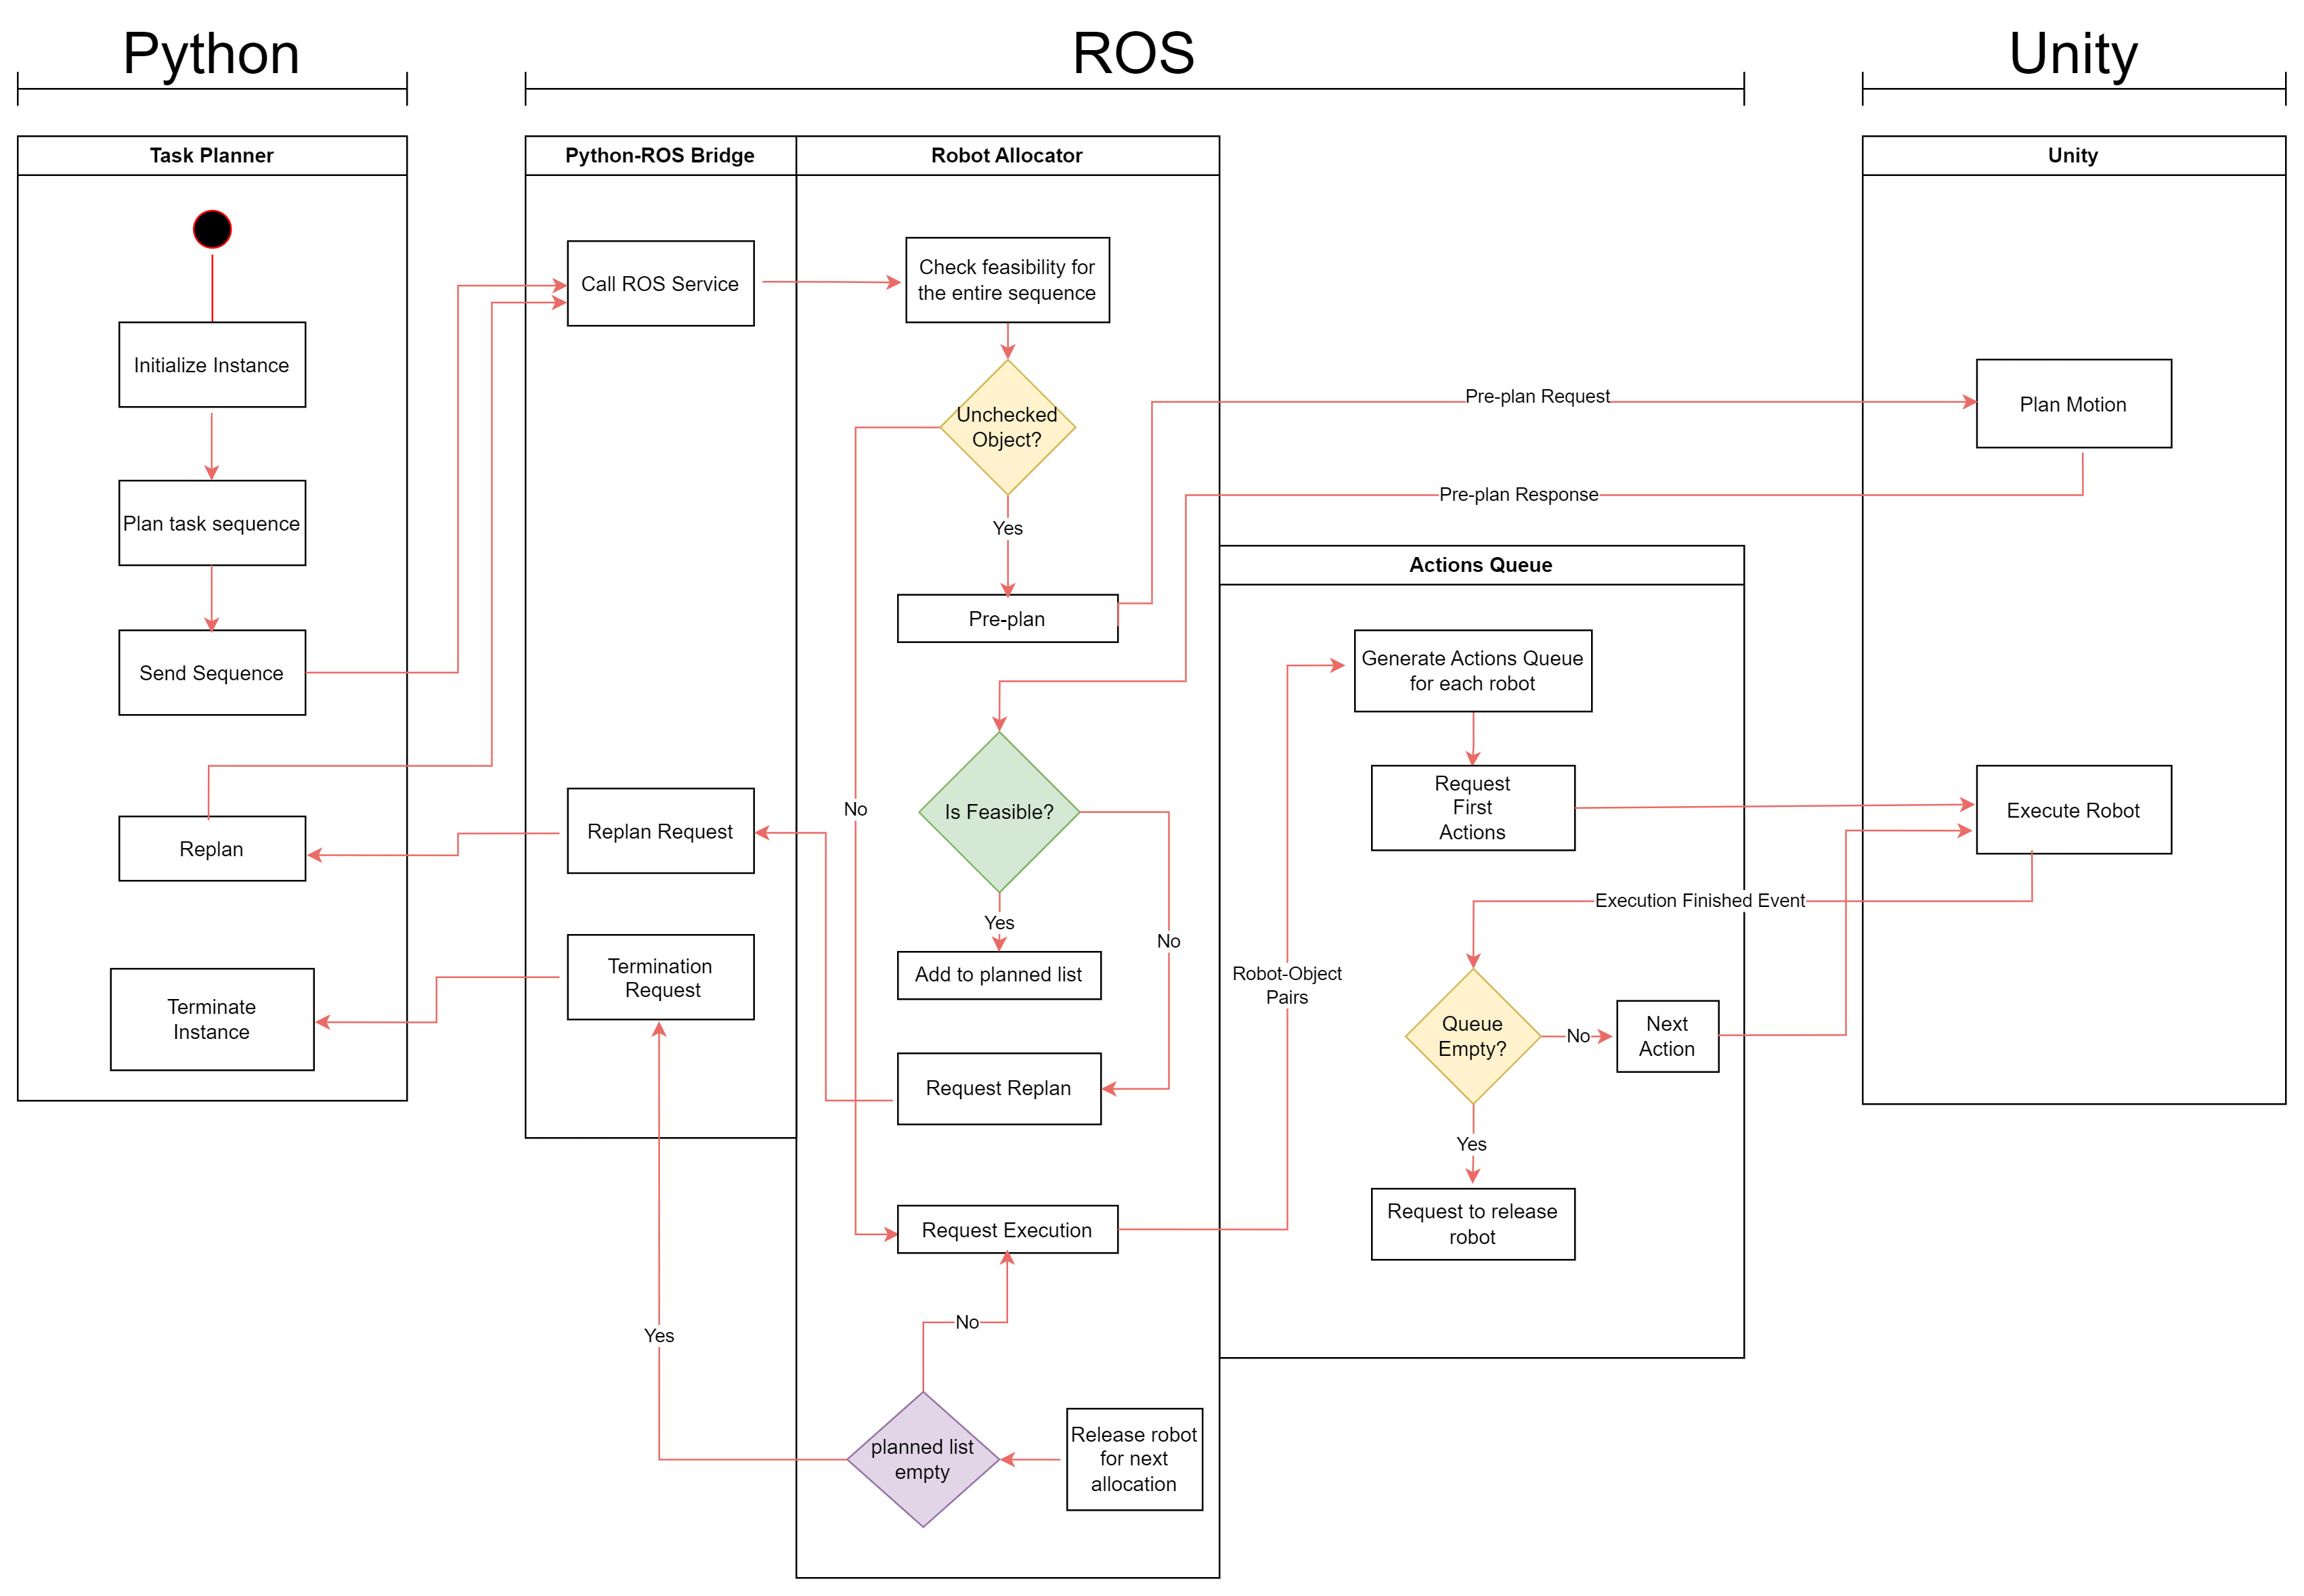 Python
ROS
Unity
Task Planner
Python-ROS Bridge
Robot Allocator
Unity
Initialize Instance
Plan task sequence
Send Sequence
Replan
Terminate
Instance
Call ROS Service
Replan Request
Termination
Request
Yes
Check feasibility for
the entire sequence
Unchecked
Object?
Yes
No
Pre-plan
Is Feasible?
Yes
No
Add to planned list
Request Replan
Request Execution
No
planned list
empty
Release robot
for next
allocation
Pre-plan Request
Pre-plan Response
Actions Queue
Generate Actions Queue
for each robot
Request
First
Actions
Robot-Object
Pairs
Execution Finished Event
Queue
Empty?
No
Next
Action
Yes
Request to release
robot
Plan Motion
Execute Robot